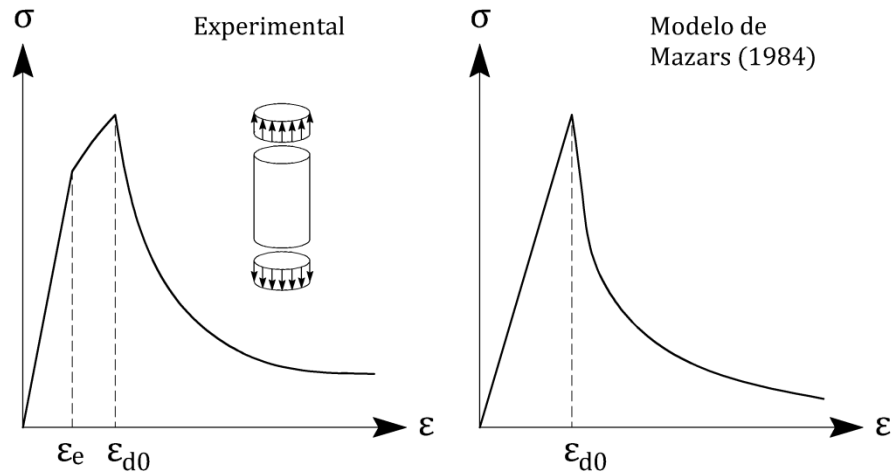 σ
Experimental
ε
εe
εd0
σ
Modelo de
Mazars (1984)
ε
εd0